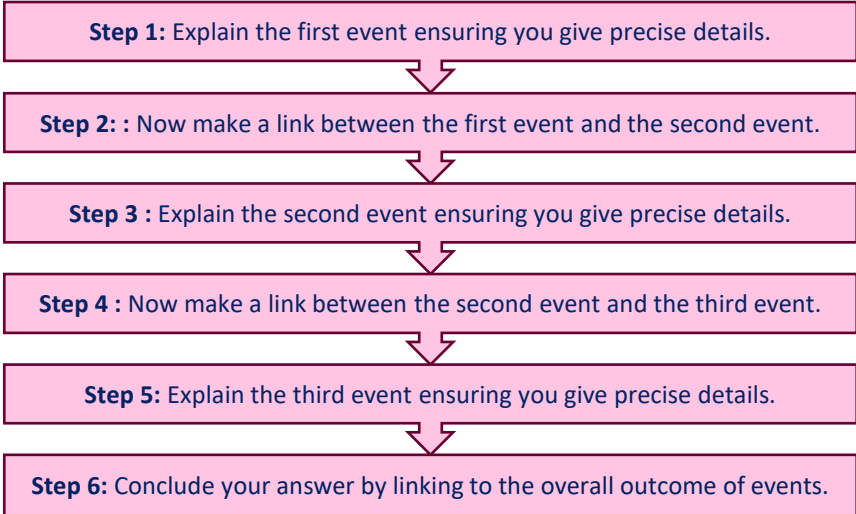 Step 1: Explain the first event ensuring you give precise details.
Step 2: : Now make a link between the first event and the second event.
Step 3 : Explain the second event ensuring you give precise details.
Step 4 : Now make a link between the second event and the third event.
Step 5: Explain the third event ensuring you give precise details.
Step 6: Conclude your answer by linking to the overall outcome of events.